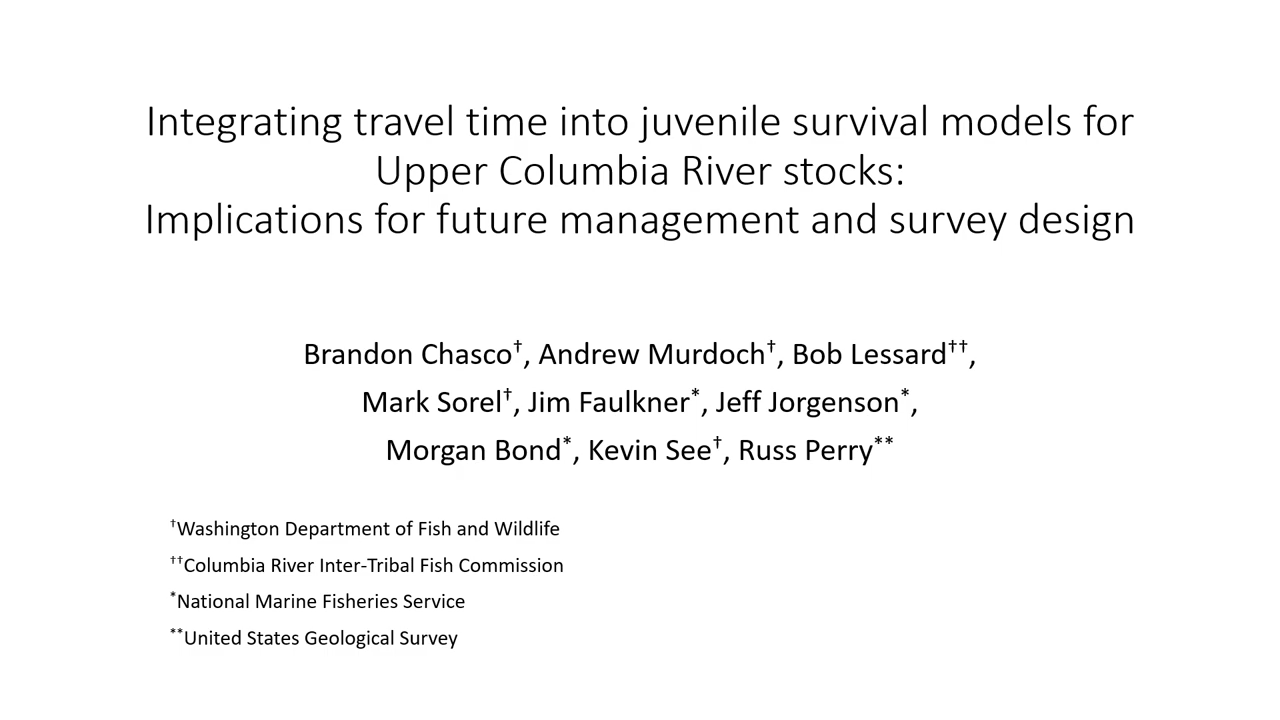 Integrating travel time into juvenile survival models for
Upper Columbia River stocks:
Implications for future management and survey design
Brandon Chasco†, Andrew Murdoch†, Bob Lessard††,
Mark Sorel†, Jim Faulkner*, Jeff Jorgenson*,
Morgan Bond*, Kevin See†, Russ Perry**
†Washington Department of Fish and Wildlife
††Columbia River Inter-Tribal Fish Commission
*National Marine Fisheries Service
**United States Geological Survey